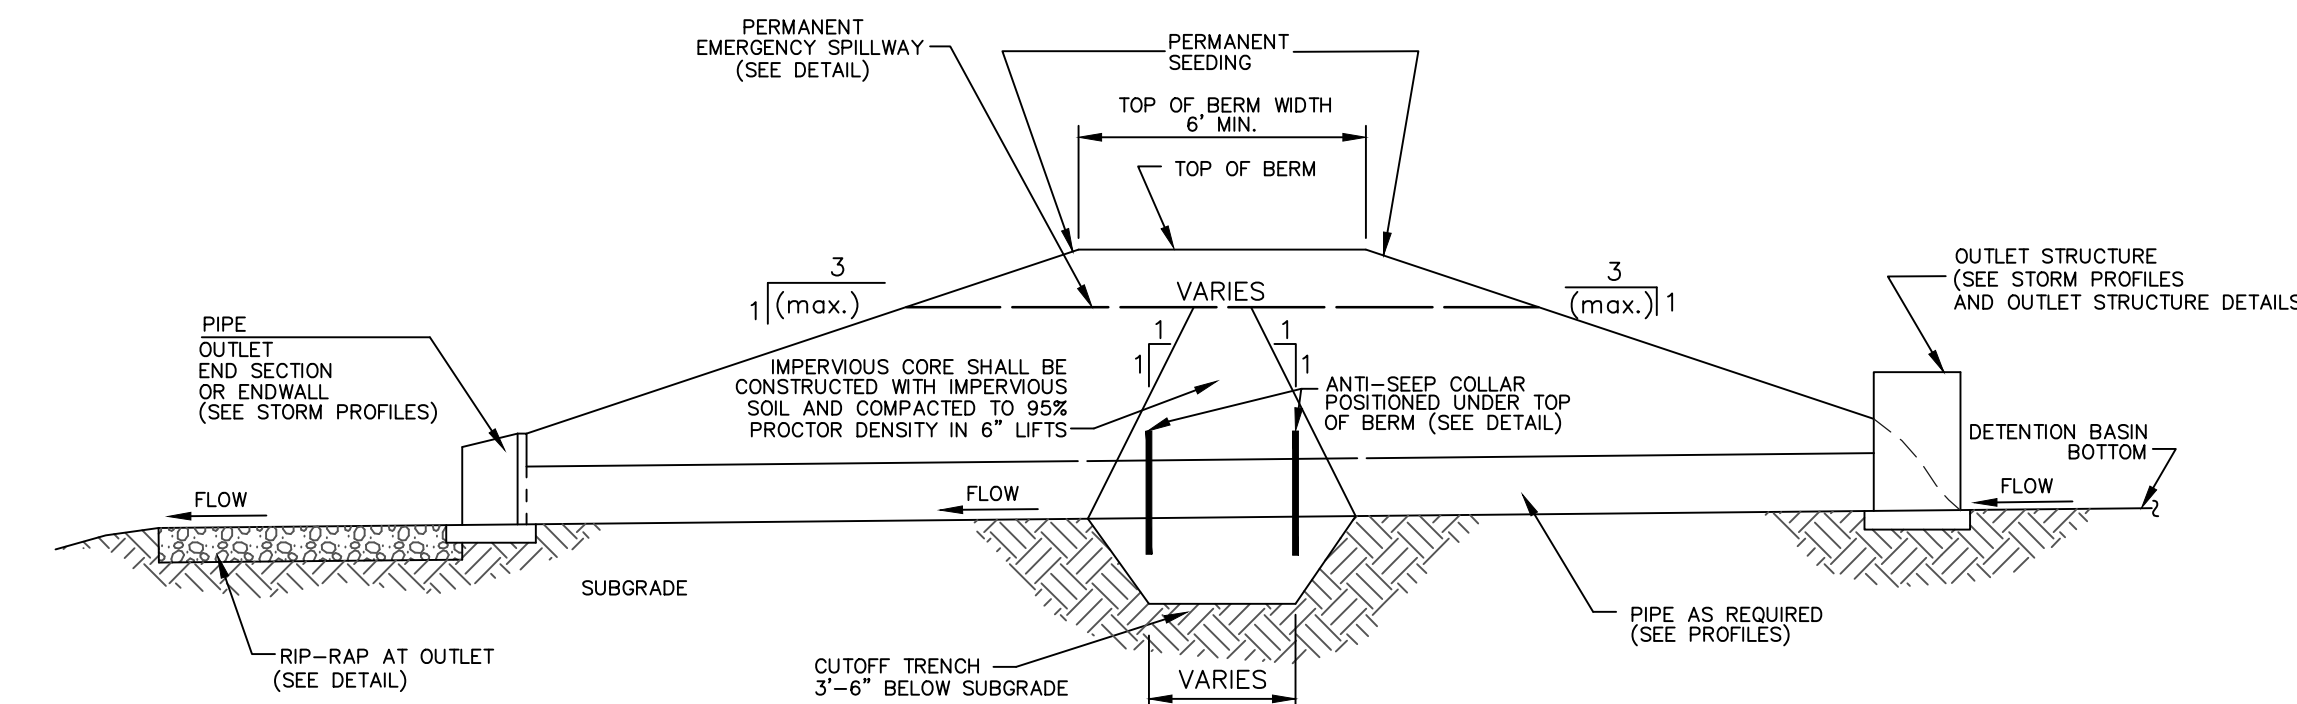 PERMANENT
EMERGENCY SPILLWAY
(SEE DETAIL)
PERMANENT
SEEDING
TOP OF BERM WIDTH
6' MIN.
TOP OF BERM
3
1
(max.)
VARIES
3
(max.)
1
OUTLET STRUCTURE
(SEE STORM PROFILES
AND OUTLET STRUCTURE DETAILS
PIPE
OUTLET
END SECTION
OR ENDWALL
(SEE STORM PROFILES)
1
1
1
1
IMPERVIOUS CORE SHALL BE
CONSTRUCTED WITH IMPERVIOUS
SOIL AND COMPACTED TO 95%
PROCTOR DENSITY IN 6" LIFTS
ANTI-SEEP COLLAR
POSITIONED UNDER TOP
OF BERM (SEE DETAIL)
DETENTION BASIN
BOTTOM
FLOW
FLOW
FLOW
SUBGRADE
PIPE AS REQUIRED
(SEE PROFILES)
RIP-RAP AT OUTLET
(SEE DETAIL)
CUTOFF TRENCH
3'-6" BELOW SUBGRADE
VARIES